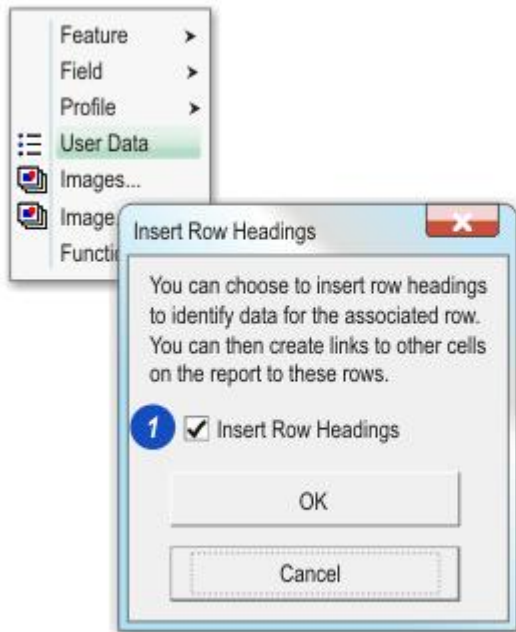 Feature
Field
Profile
User Data
Images...
Image
Functi
Insert Row Headings
You can choose to insert row headings
to identify data for the associated row.
You can then create links to other cells
on the report to these rows.
1 Insert Row Headings
OK
Cancel